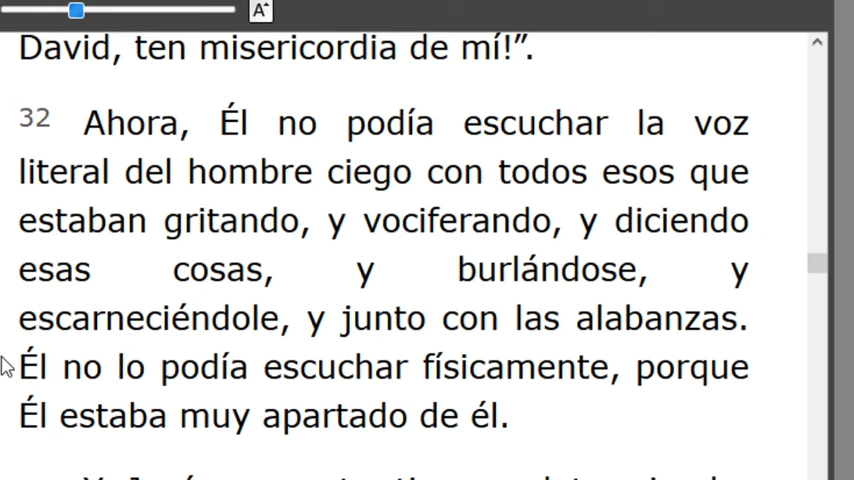 A
David, ten misericordia de mí!”.
32 Ahora, Él no podía escuchar la voz
literal del hombre ciego con todos esos que
estaban gritando, y vociferando, y diciendo
esas cosas, y burlándose, y
escarneciéndole, y junto con las alabanzas.
Él no lo podía escuchar físicamente, porque
Él estaba muy apartado de él.